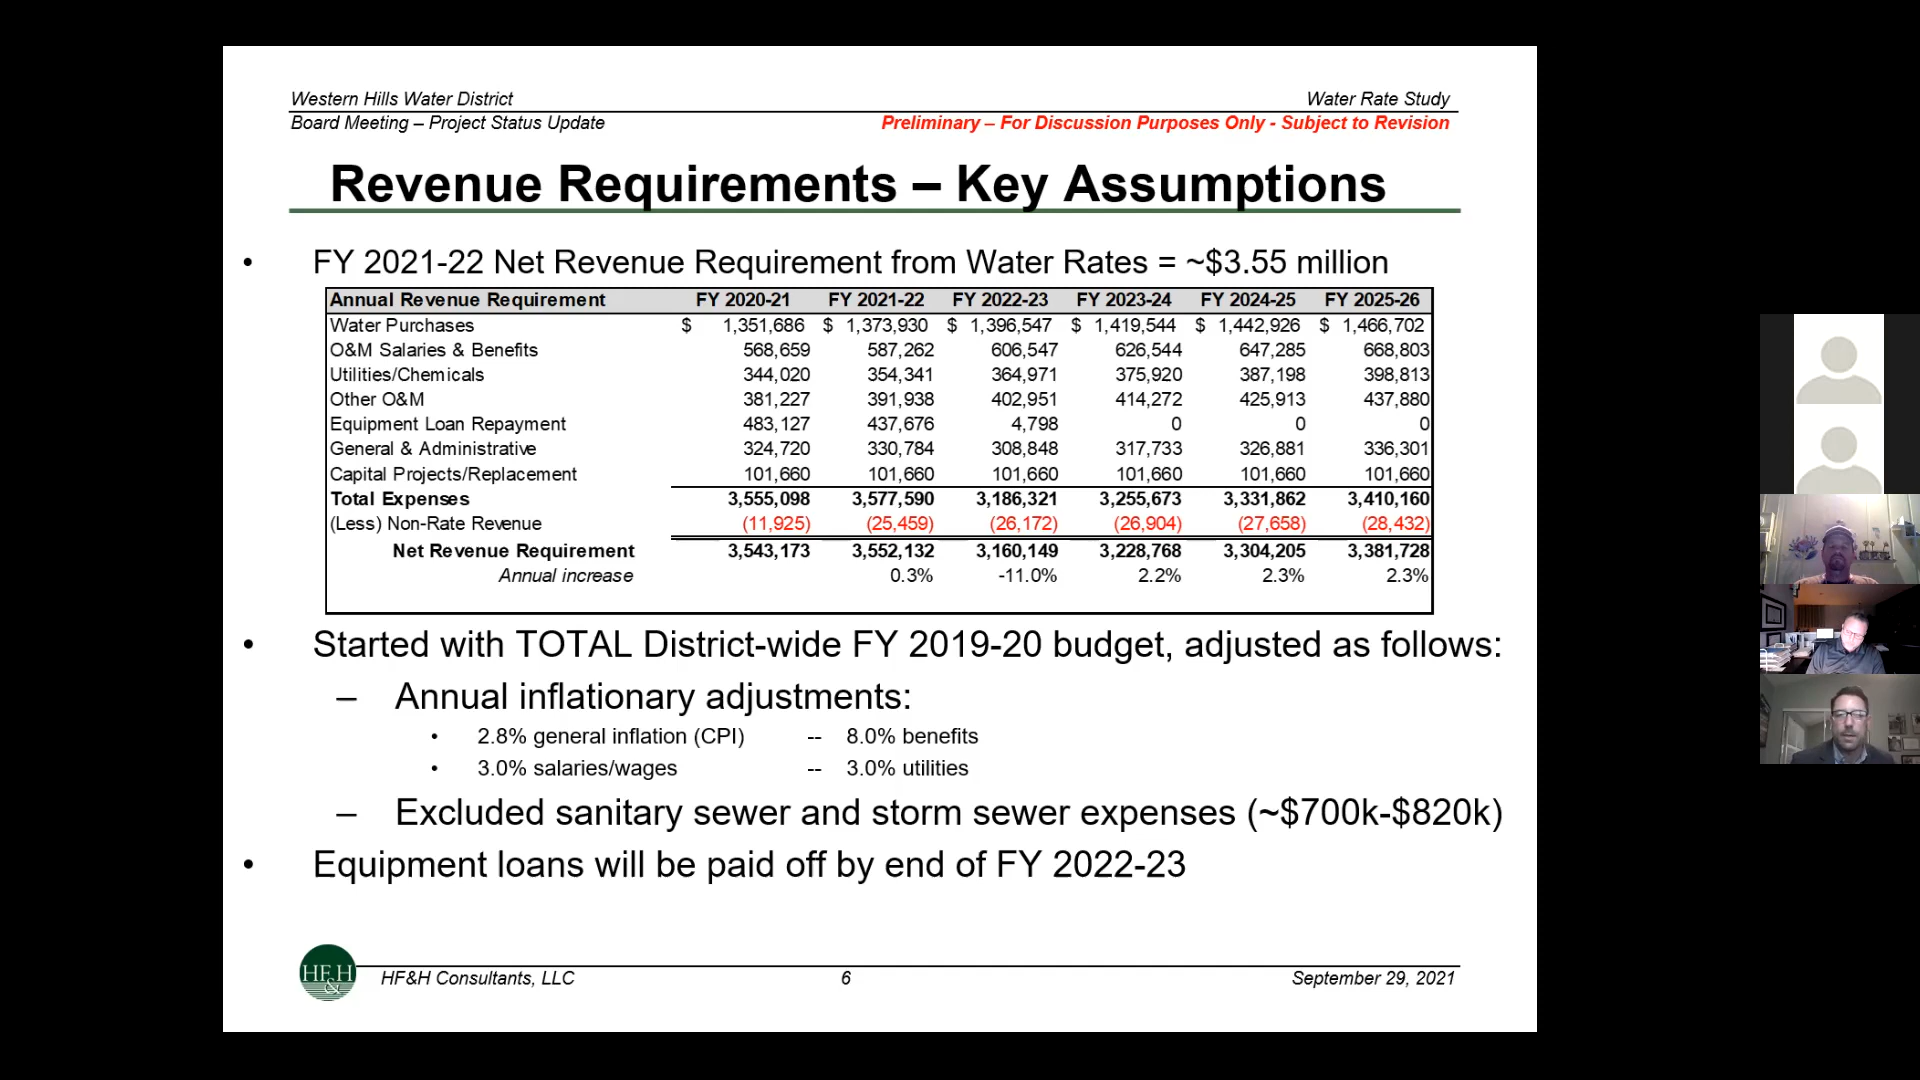 Western Hills Water District Water Rate Study
Board Meeting – Project Status Update Preliminary – For Discussion Purposes Only - Subject to Revision
Revenue Requirements – Key Assumptions
• FY 2021-22 Net Revenue Requirement from Water Rates = ~$3.55 million
Annual Revenue Requirement FY 2020-21 FY 2021-22 FY 2022-23 FY 2023-24 FY 2024-25 FY 2025-26
Water Purchases $ 1,351,686 $ 1,373,930 $ 1,396,547 $ 1,419,544 $ 1,442,926 $ 1,466,702
O&M Salaries & Benefits 568,659 587,262 606,547 626,544 647,285 668,803
Utilities/Chemicals 344,020 354,341 364,971 375,920 387,198 398,813
Other O&M 381,227 391,938 402,951 414,272 425,913 437,880
Equipment Loan Repayment 483,127 437,676 4,798 0 0 0
General & Administrative 324,720 330,784 308,848 317,733 326,881 336,301
Capital Projects/Replacement 101,660 101,660 101,660 101,660 101,660 101,660
Total Expenses 3,555,098 3,577,590 3,186,321 3,255,673 3,331,862 3,410,160
(Less) Non-Rate Revenue (11,925) (25,459) (26,172) (26,904) (27,658) (28,432)
Net Revenue Requirement 3,543,173 3,552,132 3,160,149 3,228,768 3,304,205 3,381,728
Annual increase 0.3% -11.0% 2.2% 2.3% 2.3%
• Started with TOTAL District-wide FY 2019-20 budget, adjusted as follows:
– Annual inflationary adjustments:
• 2.8% general inflation (CPI) -- 8.0% benefits
• 3.0% salaries/wages -- 3.0% utilities
– Excluded sanitary sewer and storm sewer expenses (~$700k-$820k)
• Equipment loans will be paid off by end of FY 2022-23
HF&H
HF&H Consultants, LLC 6 September 29, 2021